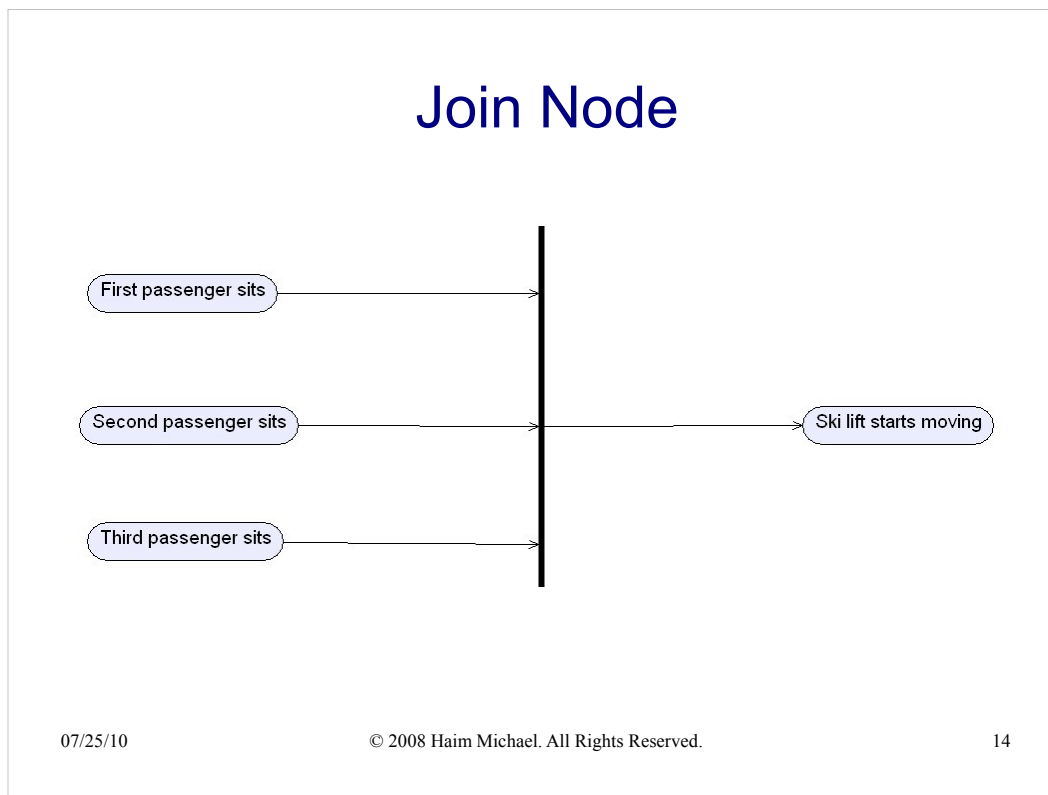 Join Node
First passenger sits
Second passenger sits
Ski lift starts moving
Third passenger sits
07/25/10
© 2008 Haim Michael. All Rights Reserved.
14